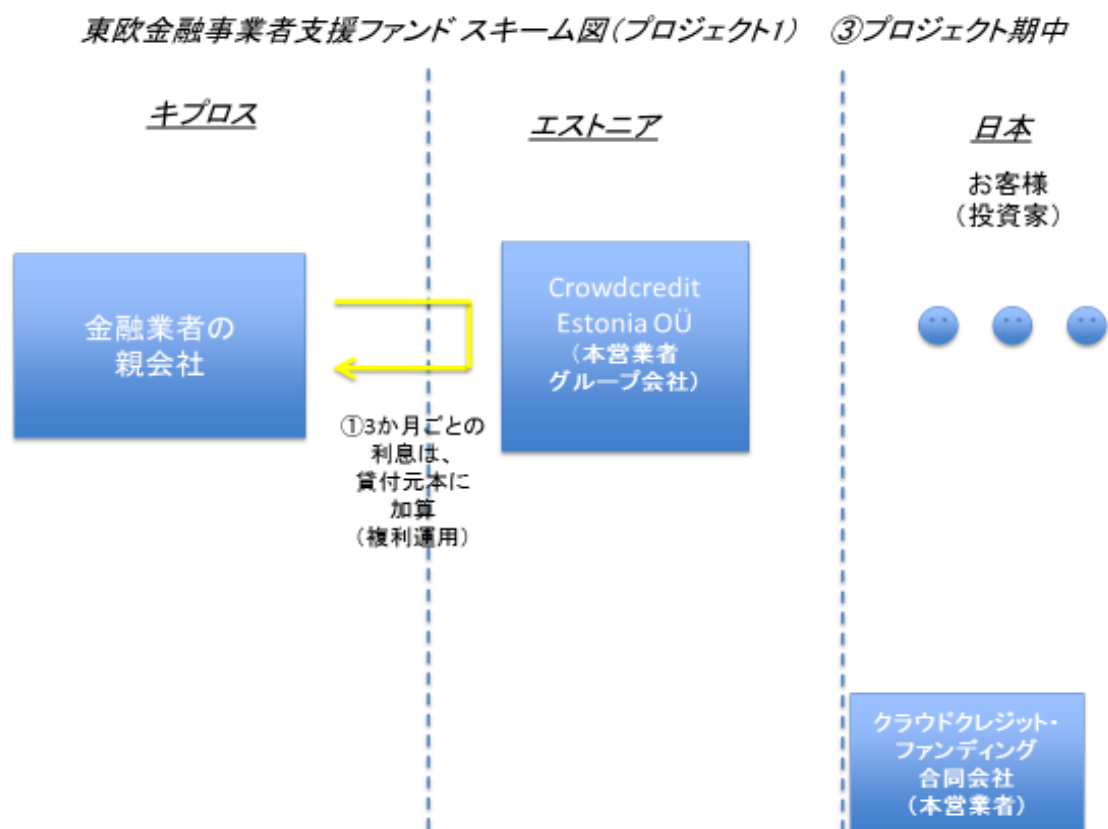 東欧金融事業者支援ファンド スキーム図(プロジェクト1) ③プロジェクト期中
キプロス
エストニア
日本
お客様
(投資家)
金融業者の
親会社
Crowdcredit
Estonia OÜ
(本営業者
グループ会社)
①3か月ごとの
利息は、
貸付元本に
加算
(複利運用)
クラウドクレジット・
ファンディング
合同会社
(本営業者)